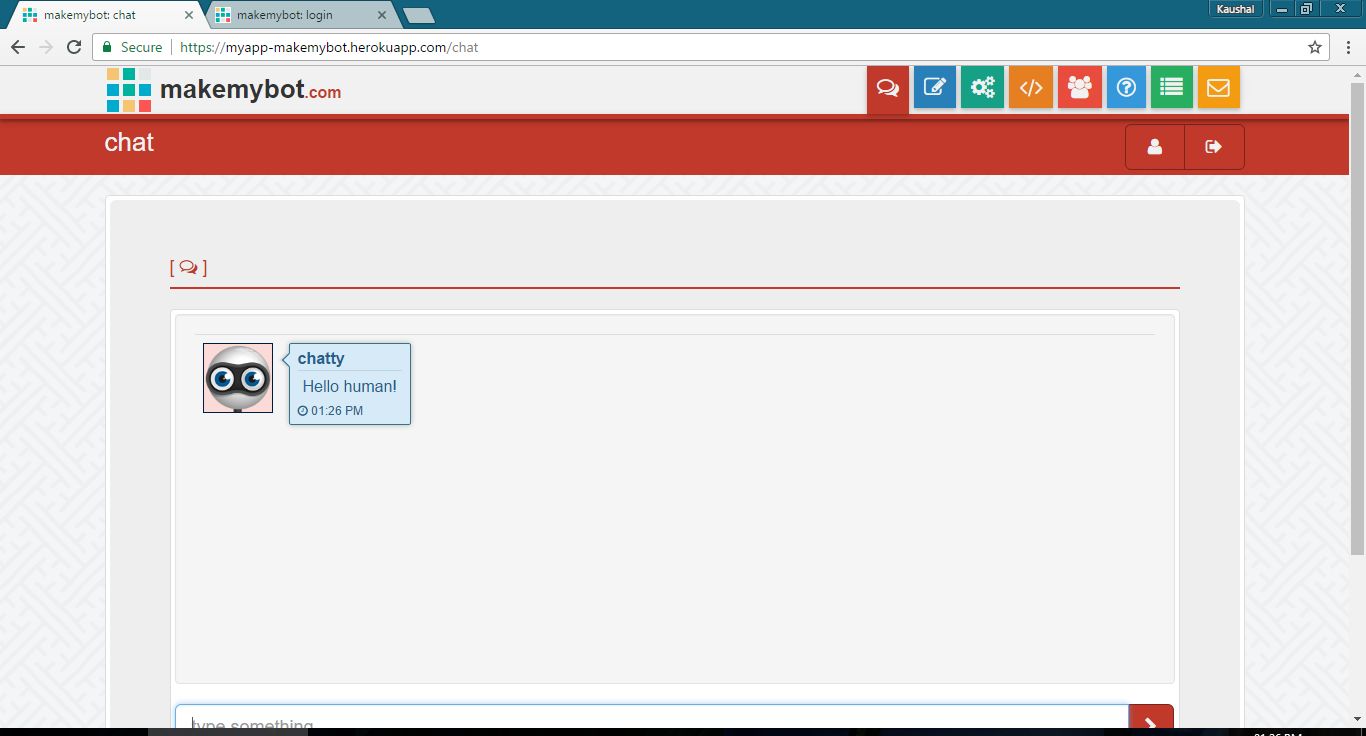 makemybot: chat
makemybot: login
Kaushal
Secure
https://myapp-makemybot.herokuapp.com/chat
makemybot.com
chat
[ ]
chatty
Hello human!
01:26 PM
type something